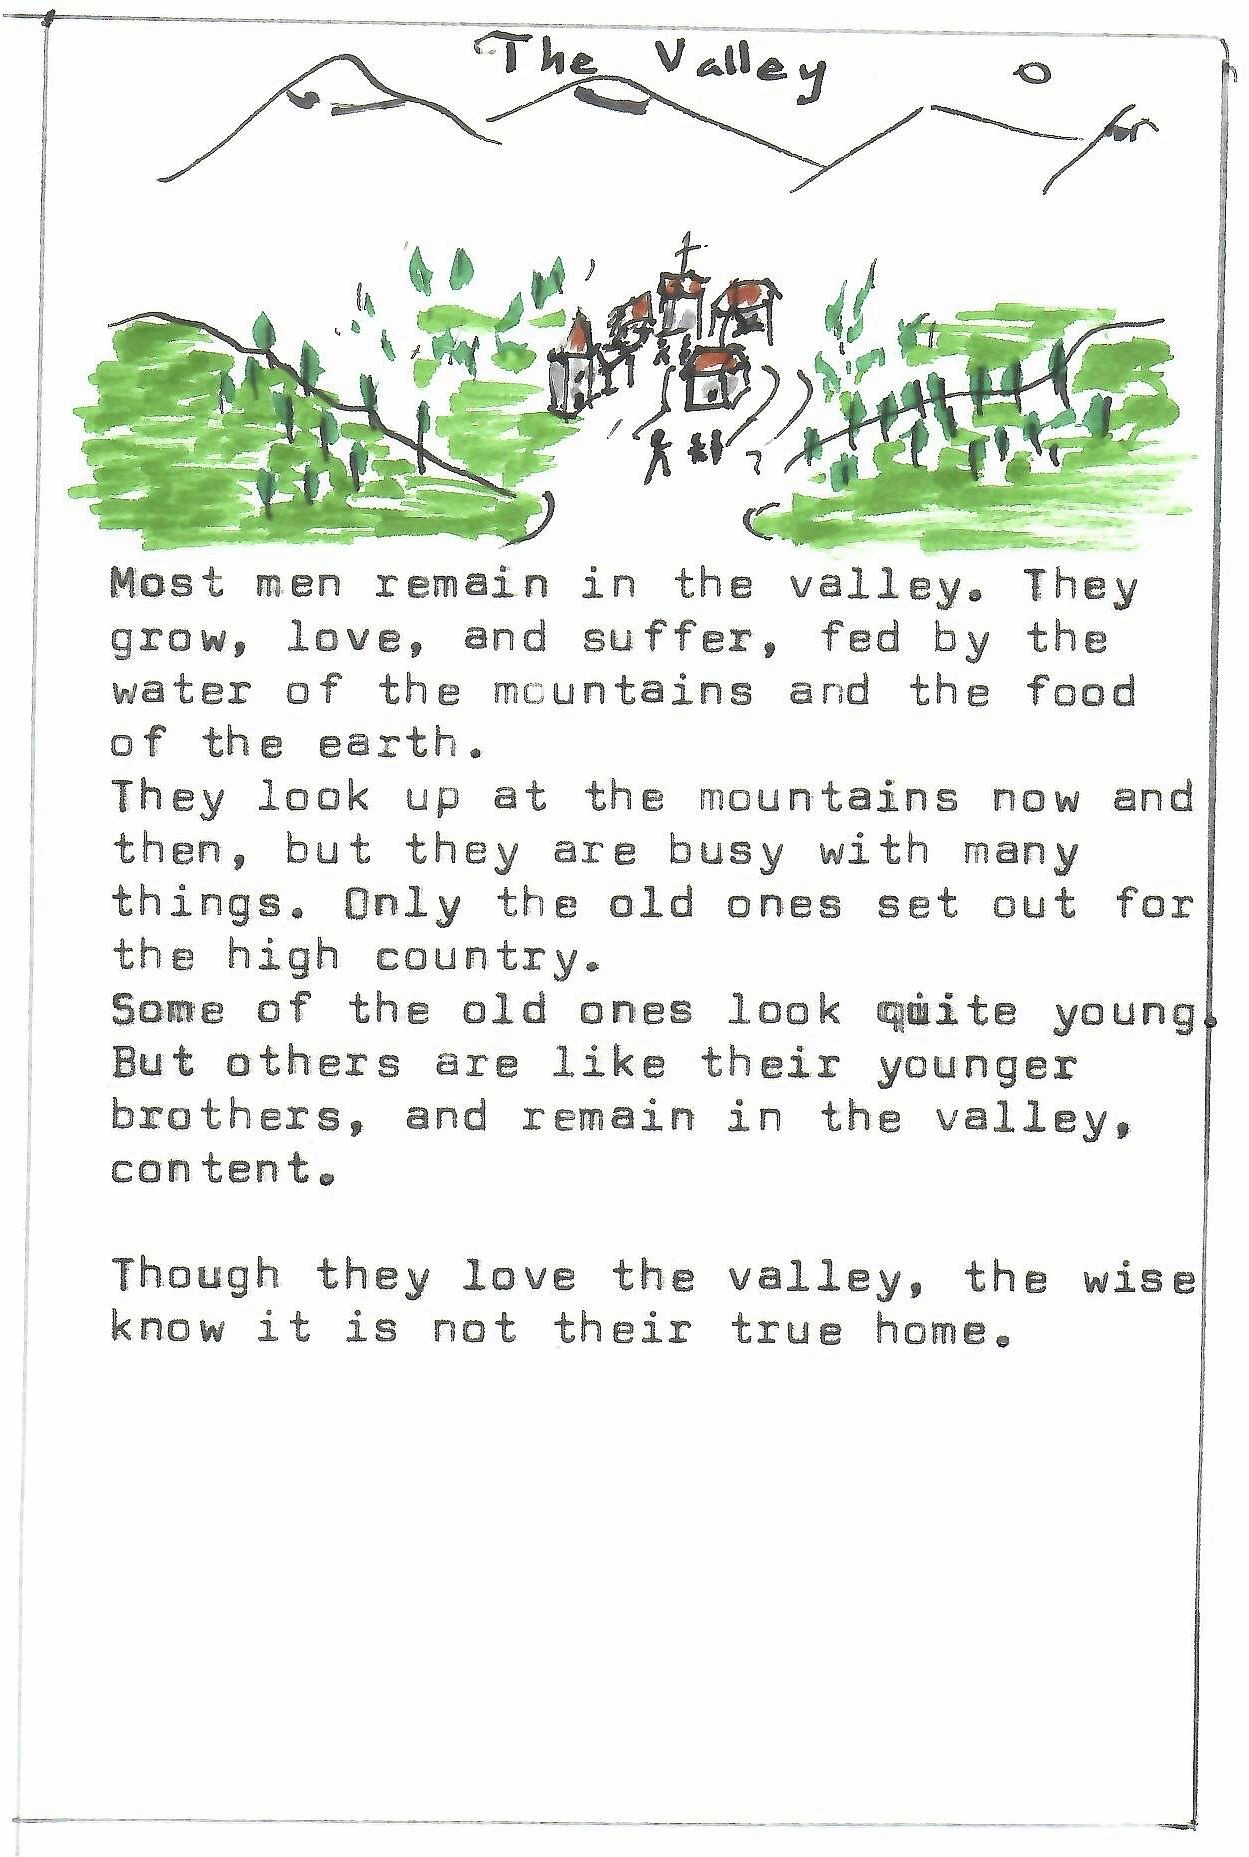 The Valley
Most men remain in the valley. They
grow, love, and suffer, fed by the
water of the mountains and the food
of the earth.
They look up at the mountains now and
then, but they are busy with many
things. Only the old ones set out for
the high country.
Some of the old ones look quite young.
But others are like their younger
brothers, and remain in the valley,
content.
Though they love the valley, the wise
know it is not their true home.